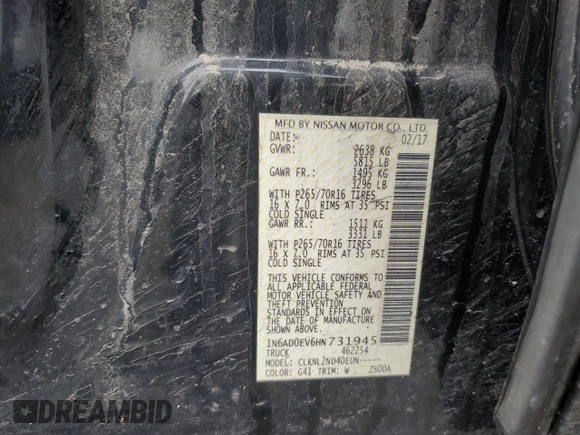 MFD BY NISSAN MOTOR CO., LTD.
DATE: 02/17
GVWR: 2638 KG
5815 LB
GAWR FR.: 1495 KG
3296 LB
WITH P265/70R16 TIRES
16 X 7.0 RIMS AT 35 PSI
COLD SINGLE
GAWR RR.: 1511 KG
3331 LB
WITH P265/70R16 TIRES
16 X 7.0 RIMS AT 35 PSI
COLD SINGLE
THIS VEHICLE CONFORMS TO
ALL APPLICABLE FEDERAL
MOTOR VEHICLE SAFETY AND
THEFT PREVENTION
STANDARDS IN EFFECT ON
THE DATE OF MANUFACTURE
SHOWN ABOVE.
1N6AD0EV6HN731945
TRUCK 462254
MODEL: CLKNL2ND40EUN-----
COLOR: G41 TRIM: W 2S00A
DREAMBID